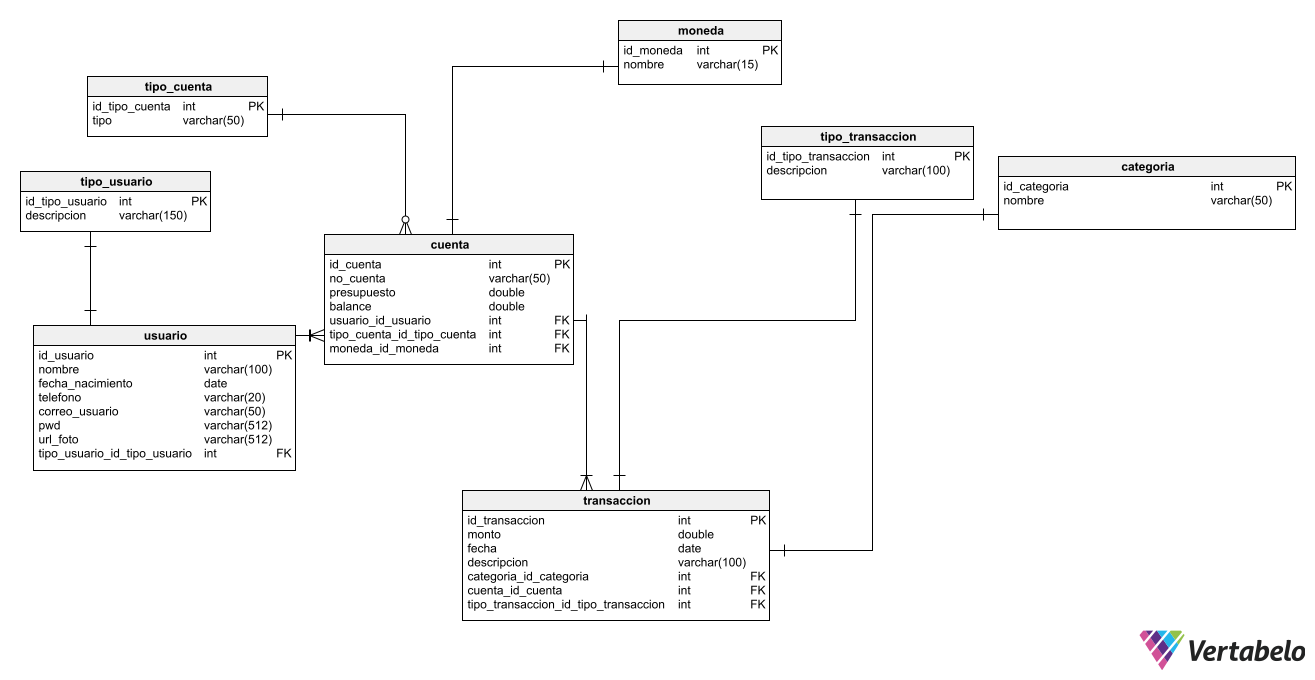 moneda
id_moneda int PK
nombre varchar(15)
tipo_cuenta
id_tipo_cuenta int PK
tipo varchar(50)
tipo_transaccion
id_tipo_transaccion int PK
descripcion varchar(100)
categoria
id_categoria int PK
nombre varchar(50)
tipo_usuario
id_tipo_usuario int PK
descripcion varchar(150)
cuenta
id_cuenta int PK
no_cuenta varchar(50)
presupuesto double
balance double
usuario_id_usuario int FK
tipo_cuenta_id_tipo_cuenta int FK
moneda_id_moneda int FK
usuario
id_usuario int PK
nombre varchar(100)
fecha_nacimiento date
telefono varchar(20)
correo_usuario varchar(50)
pwd varchar(512)
url_foto varchar(512)
tipo_usuario_id_tipo_usuario int FK
transaccion
id_transaccion int PK
monto double
fecha date
descripcion varchar(100)
categoria_id_categoria int FK
cuenta_id_cuenta int FK
tipo_transaccion_id_tipo_transaccion int FK
Vertabelo